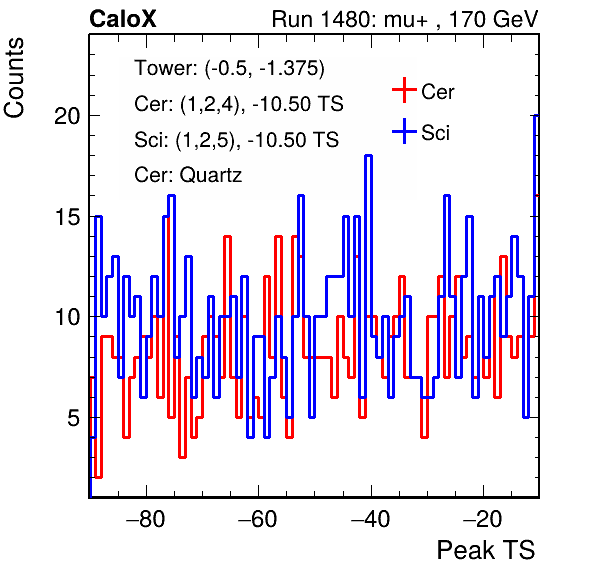 CaloX Run 1480: mu+ , 170 GeV
Counts
Tower: (-0.5, -1.375)
Cer: (1,2,4), -10.50 TS
Sci: (1,2,5), -10.50 TS
Cer: Quartz
Cer
Sci
20
15
10
5
−80 −60 −40 −20
Peak TS